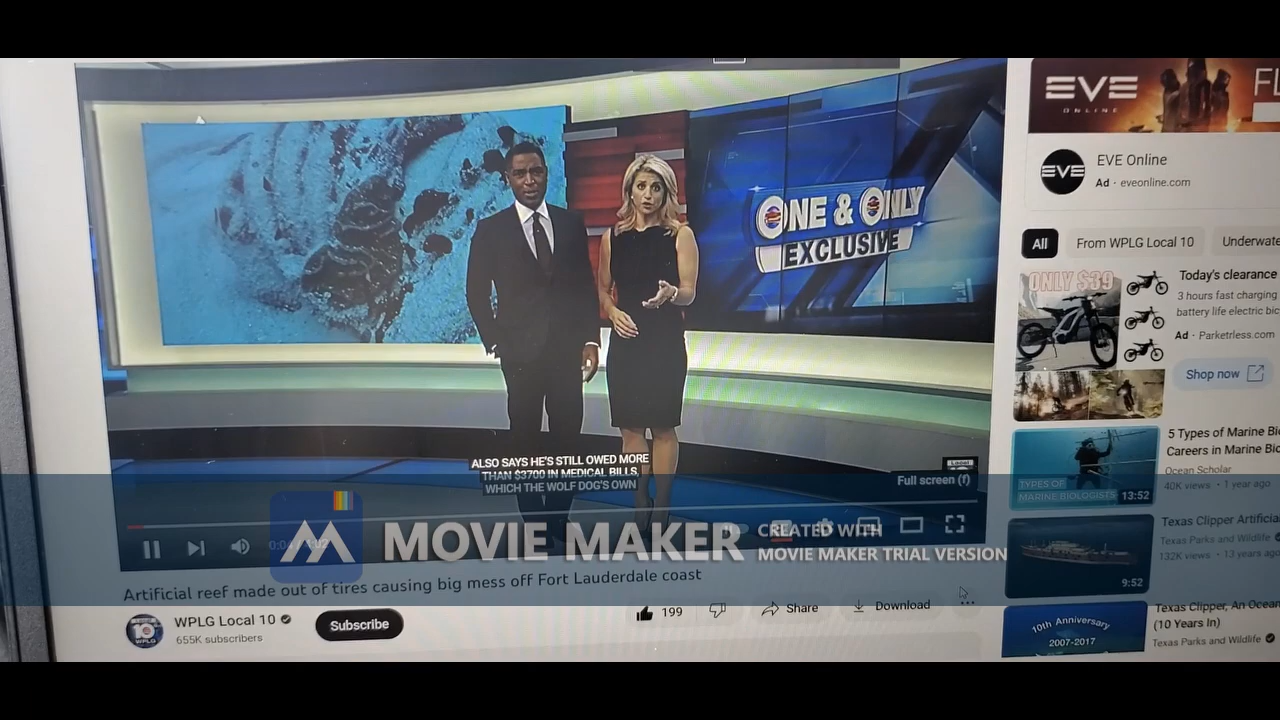 ONE & ONLY
EXCLUSIVE
ALSO SAYS HE'S STILL OWED MORE
THAN $3700 IN MEDICAL BILLS,
WHICH THE WOLF DOG'S OWN
Full screen (f)
MOVIE MAKER
CREATED WITH
MOVIE MAKER TRIAL VERSION
Artificial reef made out of tires causing big mess off Fort Lauderdale coast
WPLG Local 10
655K subscribers
Subscribe
199
Share
Download
EVE
ONLINE
EVE
EVE Online
Ad · eveonline.com
All
From WPLG Local 10
Underwate
ONLY $39
Today's clearance
3 hours fast charging
battery life electric bic
Ad · Parketrless.com
Shop now
TYPES OF
MARINE BIOLOGISTS
13:52
5 Types of Marine Bio
Careers in Marine Bio
Ocean Scholar
40K views · 1 year ago
9:52
Texas Clipper Artificia
Texas Parks and Wildlife
132K views · 13 years ago
10th Anniversary
2007-2017
Texas Clipper, An Ocean
(10 Years In)
Texas Parks and Wildlife